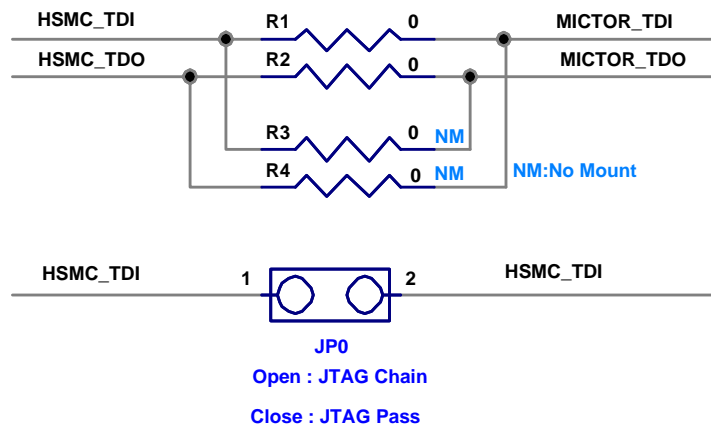 HSMC_TDI R1 0 MICTOR_TDI
HSMC_TDO R2 0 MICTOR_TDO
R3 0 NM
R4 0 NM NM:No Mount
HSMC_TDI 1 2 HSMC_TDI
JP0
Open : JTAG Chain
Close : JTAG Pass